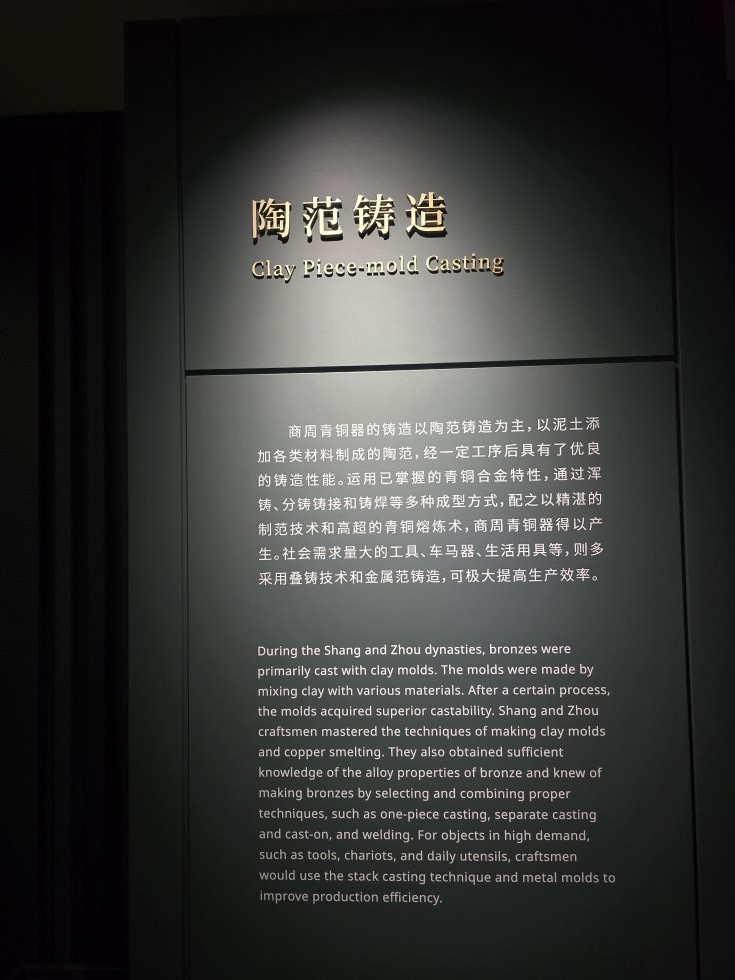 陶范铸造
Clay Piece-mold Casting
商周青铜器的铸造以陶范铸造为主，以泥土添
加各类材料制成的陶范，经一定工序后具有了优良
的铸造性能。运用已掌握的青铜合金特性，通过浑
铸、分铸铸接和铸焊等多种成型方式，配之以精湛的
制范技术和高超的青铜熔炼术，商周青铜器得以产
生。社会需求量大的工具、车马器、生活用具等，则多
采用叠铸技术和金属范铸造，可极大提高生产效率。
During the Shang and Zhou dynasties, bronzes were
primarily cast with clay molds. The molds were made by
mixing clay with various materials. After a certain process,
the molds acquired superior castability. Shang and Zhou
craftsmen mastered the techniques of making clay molds
and copper smelting. They also obtained sufficient
knowledge of the alloy properties of bronze and knew of
making bronzes by selecting and combining proper
techniques, such as one-piece casting, separate casting
and cast-on, and welding. For objects in high demand,
such as tools, chariots, and daily utensils, craftsmen
would use the stack casting technique and metal molds to
improve production efficiency.